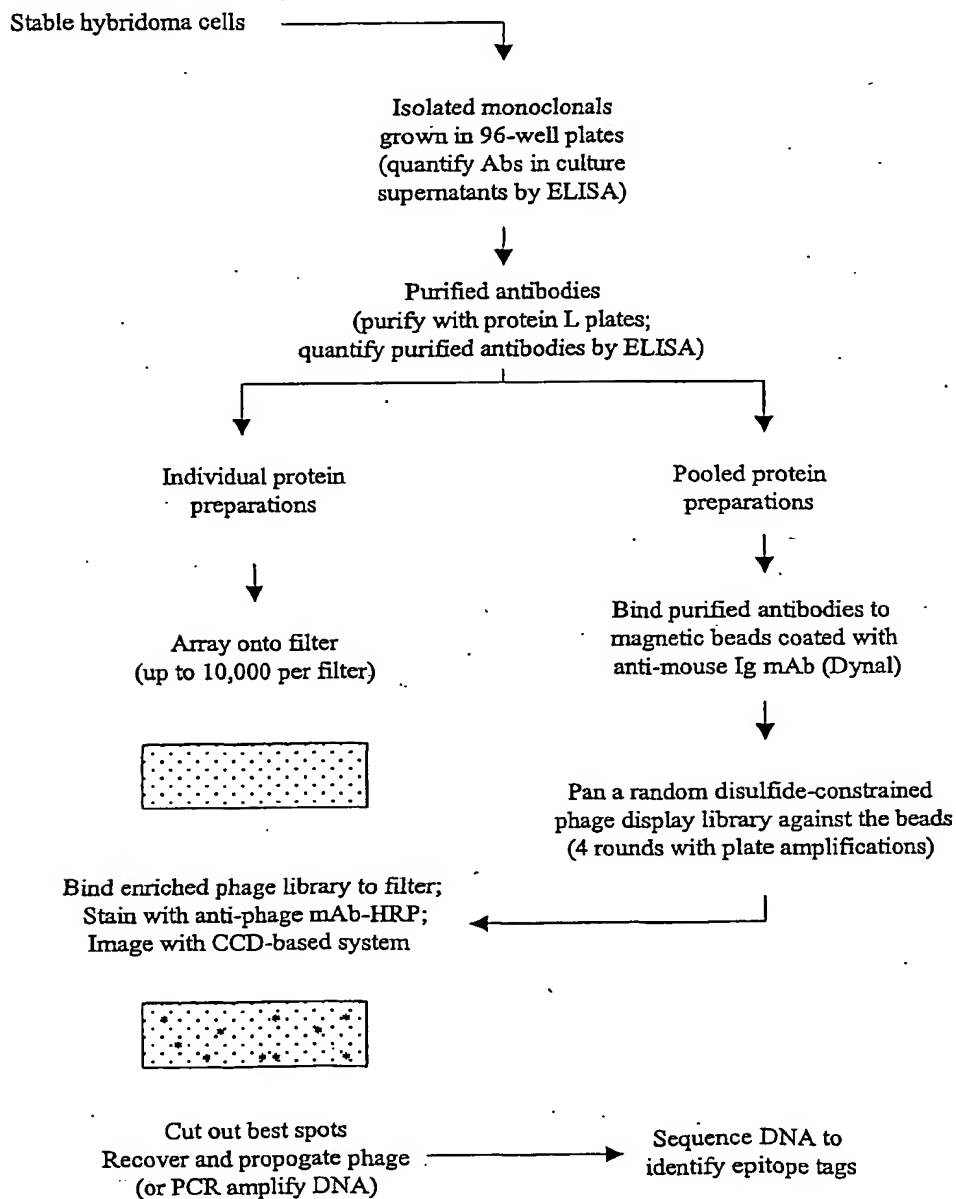 Stable hybridoma cells
Isolated monoclonals
grown in 96-well plates
(quantify Abs in culture
supernatants by ELISA)
Purified antibodies
(purify with protein L plates;
quantify purified antibodies by ELISA)
Individual protein
preparations
Pooled protein
preparations
Array onto filter
(up to 10,000 per filter)
Bind purified antibodies to
magnetic beads coated with
anti-mouse Ig mAb (Dynal)
Pan a random disulfide-constrained
phage display library against the beads
(4 rounds with plate amplifications)
Bind enriched phage library to filter;
Stain with anti-phage mAb-HRP;
Image with CCD-based system
Cut out best spots
Recover and propogate phage
(or PCR amplify DNA)
Sequence DNA to
identify epitope tags